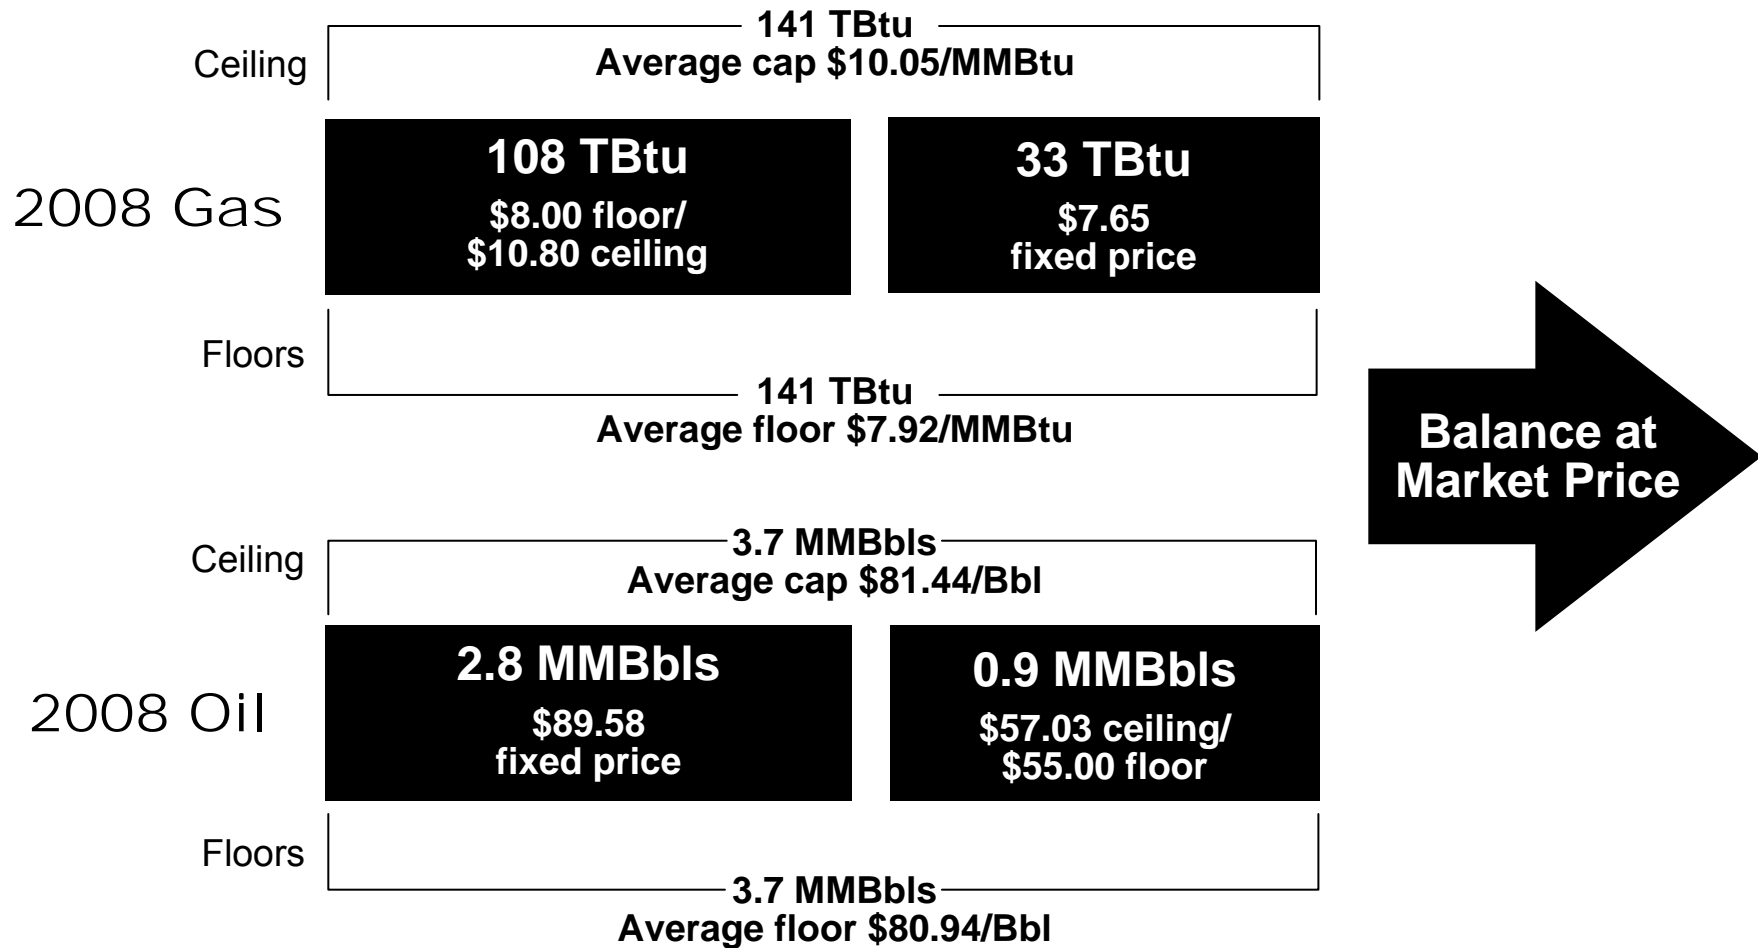 141 TBtu
Average cap $10.05/MMBtu
Ceiling
108 TBtu
$8.00 floor/
$10.80 ceiling
33 TBtu
$7.65
fixed price
2008 Gas
Floors
141 TBtu
Average floor $7.92/MMBtu
Balance at
Market Price
3.7 MMBbls
Average cap $81.44/Bbl
Ceiling
2.8 MMBbls
$89.58
fixed price
0.9 MMBbls
$57.03 ceiling/
$55.00 floor
2008 Oil
Floors
3.7 MMBbls
Average floor $80.94/Bbl